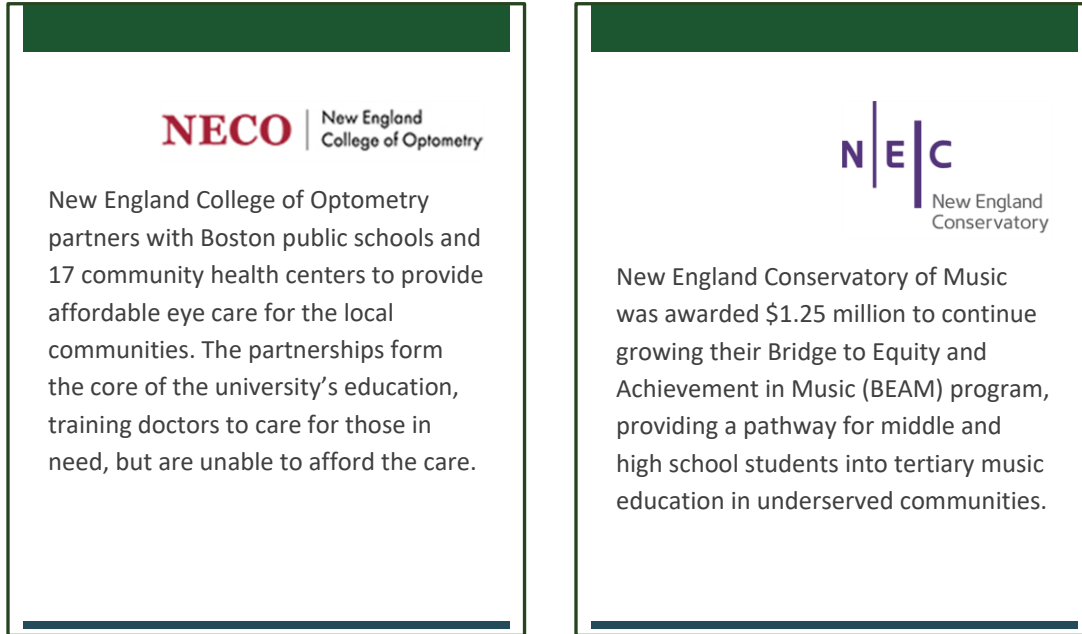 NECO
New England
College of Optometry
New England College of Optometry
partners with Boston public schools and
17 community health centers to provide
affordable eye care for the local
communities. The partnerships form
the core of the university’s education,
training doctors to care for those in
need, but are unable to afford the care.
NEC
New England
Conservatory
New England Conservatory of Music
was awarded $1.25 million to continue
growing their Bridge to Equity and
Achievement in Music (BEAM) program,
providing a pathway for middle and
high school students into tertiary music
education in underserved communities.